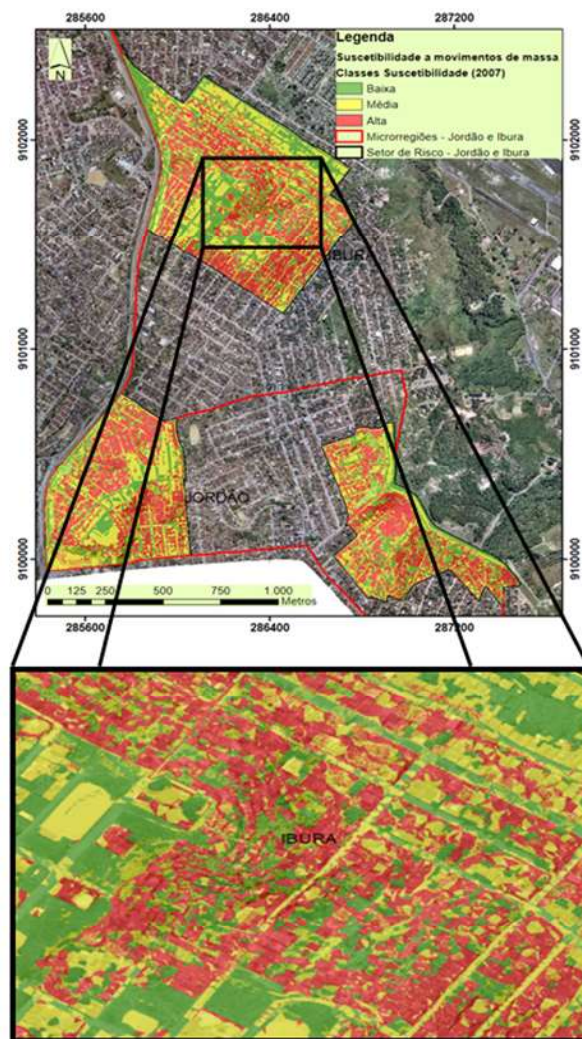 285600 286400 287200
Legenda
Suscetibilidade a movimentos de massa
Classes Suscetibilidade (2007)
Baixa
Média
Alta
Microrregiões - Jordão e Ibura
Setor de Risco - Jordão e Ibura
N
9102000 9102000
IBURA
9101000 9101000
JORDÃO
9100000 9100000
0 125 250 500 750 1 000
Metros
285600 286400 287200
IBURA